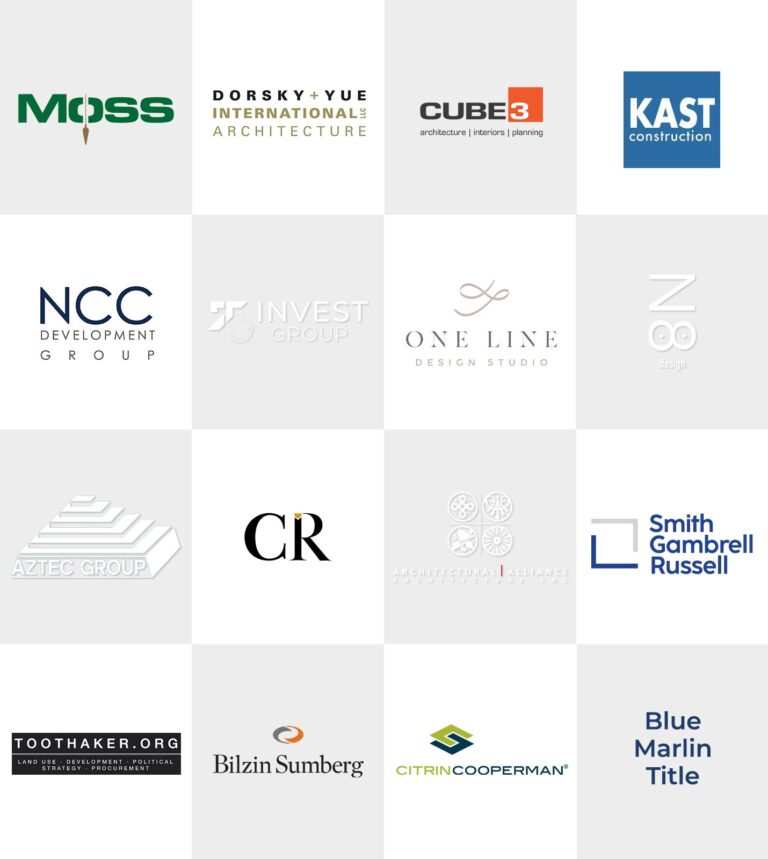 MOSS
DORSKY + YUE
INTERNATIONAL LLC
ARCHITECTURE
CUBE 3
architecture | interiors | planning
KAST
construction
NCC
DEVELOPMENT
GROUP
INVEST
GROUP
ONE LINE
DESIGN STUDIO
N8
design
AZTEC GROUP
CR
ARCHITECTURAL|ALLIANCE
ARCHITECTURE INC
Smith
Gambrell
Russell
TOOTHAKER.ORG
LAND USE · DEVELOPMENT · POLITICAL
STRATEGY · PROCUREMENT
Bilzin Sumberg
CITRINCOOPERMAN®
Blue
Marlin
Title